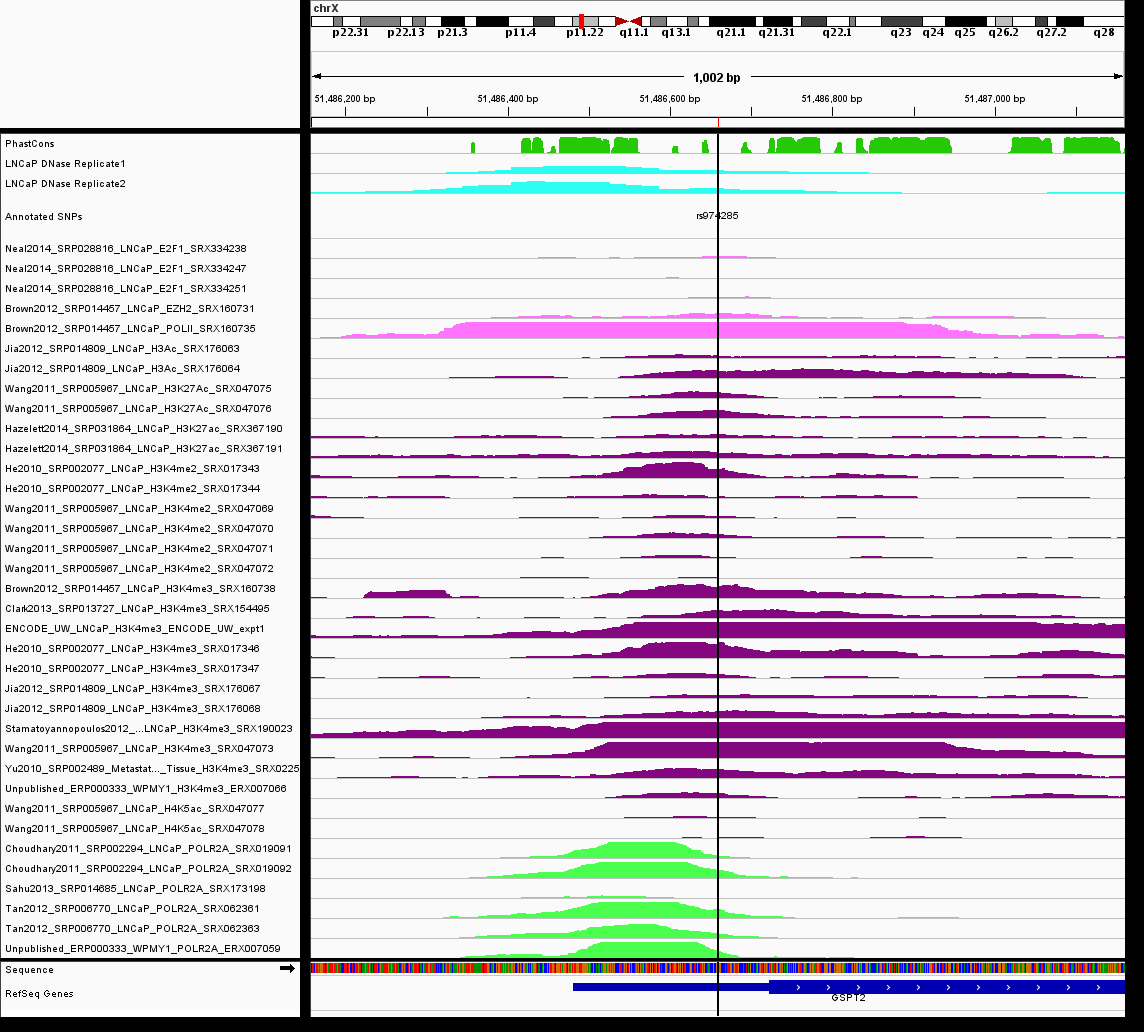 chrX
p22.31 p22.13 p21.3 p11.4 p11.22 q11.1 q13.1 q21.1 q21.31 q22.1 q23 q24 q25 q26.2 q27.2 q28
1,002 bp
51,486,200 bp 51,486,400 bp 51,486,600 bp 51,486,800 bp 51,487,000 bp
PhastCons
LNCaP DNase Replicate1
LNCaP DNase Replicate2
Annotated SNPs rs974285
Neal2014_SRP028816_LNCaP_E2F1_SRX334238
Neal2014_SRP028816_LNCaP_E2F1_SRX334247
Neal2014_SRP028816_LNCaP_E2F1_SRX334251
Brown2012_SRP014457_LNCaP_EZH2_SRX160731
Brown2012_SRP014457_LNCaP_POLII_SRX160735
Jia2012_SRP014809_LNCaP_H3Ac_SRX176063
Jia2012_SRP014809_LNCaP_H3Ac_SRX176064
Wang2011_SRP005967_LNCaP_H3K27Ac_SRX047075
Wang2011_SRP005967_LNCaP_H3K27Ac_SRX047076
Hazelett2014_SRP031864_LNCaP_H3K27ac_SRX367190
Hazelett2014_SRP031864_LNCaP_H3K27ac_SRX367191
He2010_SRP002077_LNCaP_H3K4me2_SRX017343
He2010_SRP002077_LNCaP_H3K4me2_SRX017344
Wang2011_SRP005967_LNCaP_H3K4me2_SRX047069
Wang2011_SRP005967_LNCaP_H3K4me2_SRX047070
Wang2011_SRP005967_LNCaP_H3K4me2_SRX047071
Wang2011_SRP005967_LNCaP_H3K4me2_SRX047072
Brown2012_SRP014457_LNCaP_H3K4me3_SRX160738
Clark2013_SRP013727_LNCaP_H3K4me3_SRX154495
ENCODE_UW_LNCaP_H3K4me3_ENCODE_UW_expt1
He2010_SRP002077_LNCaP_H3K4me3_SRX017346
He2010_SRP002077_LNCaP_H3K4me3_SRX017347
Jia2012_SRP014809_LNCaP_H3K4me3_SRX176067
Jia2012_SRP014809_LNCaP_H3K4me3_SRX176068
Stamatoyannopoulos2012_...LNCaP_H3K4me3_SRX190023
Wang2011_SRP005967_LNCaP_H3K4me3_SRX047073
Yu2010_SRP002489_Metastat..._Tissue_H3K4me3_SRX0225
Unpublished_ERP000333_WPMY1_H3K4me3_ERX007066
Wang2011_SRP005967_LNCaP_H4K5ac_SRX047077
Wang2011_SRP005967_LNCaP_H4K5ac_SRX047078
Choudhary2011_SRP002294_LNCaP_POLR2A_SRX019091
Choudhary2011_SRP002294_LNCaP_POLR2A_SRX019092
Sahu2013_SRP014685_LNCaP_POLR2A_SRX173198
Tan2012_SRP006770_LNCaP_POLR2A_SRX062361
Tan2012_SRP006770_LNCaP_POLR2A_SRX062363
Unpublished_ERP000333_WPMY1_POLR2A_ERX007059
Sequence
RefSeq Genes
GSPT2